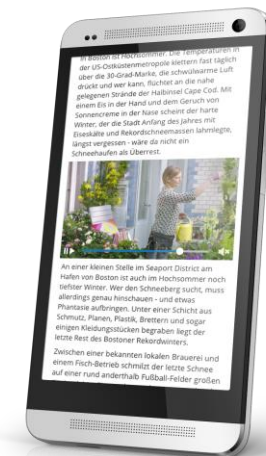 In Boston ist Hochsommer. Die Temperaturen in
der US-Ostküstenmetropole klettern fast täglich
über die 30-Grad-Marke, die schwülwarme Luft
drückt und wer kann, flüchtet an die nahe
gelegenen Strände der Halbinsel Cape Cod. Mit
einem Eis in der Hand und dem Geruch von
Sonnencreme in der Nase scheint der harte
Winter, der die Stadt Anfang des Jahres mit
Eiseskälte und Rekordschneemassen lahmlegte,
längst vergessen - wäre da nicht ein
Schneehaufen als Überrest.
An einer kleinen Stelle im Seaport District am
Hafen von Boston ist auch im Hochsommer noch
tiefster Winter. Wer den Schneeberg sucht, muss
allerdings genau hinschauen - und etwas
Phantasie aufbringen. Unter einer Schicht aus
Schmutz, Planen, Plastik, Brettern und sogar
einigen Kleidungsstücken begraben liegt der
letzte Rest des Bostoner Rekordwinters.
Zwischen einer bekannten lokalen Brauerei und
einem Fisch-Betrieb schmilzt der letzte Schnee
auf einer rund anderthalb Fußball-Felder großen